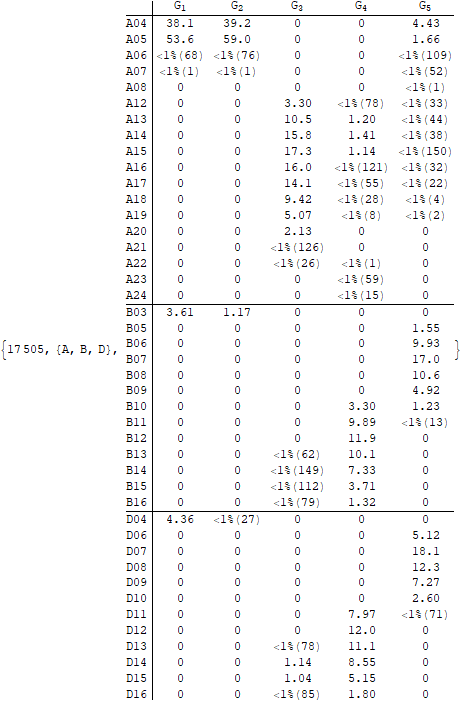 G1 G2 G3 G4 G5
A04 38.1 39.2 0 0 4.43
A05 53.6 59.0 0 0 1.66
A06 <1%(68) <1%(76) 0 0 <1%(109)
A07 <1%(1) <1%(1) 0 0 <1%(52)
A08 0 0 0 0 <1%(1)
A12 0 0 3.30 <1%(78) <1%(33)
A13 0 0 10.5 1.20 <1%(44)
A14 0 0 15.8 1.41 <1%(38)
A15 0 0 17.3 1.14 <1%(150)
A16 0 0 16.0 <1%(121) <1%(32)
A17 0 0 14.1 <1%(55) <1%(22)
A18 0 0 9.42 <1%(28) <1%(4)
A19 0 0 5.07 <1%(8) <1%(2)
A20 0 0 2.13 0 0
A21 0 0 <1%(126) 0 0
A22 0 0 <1%(26) <1%(1) 0
A23 0 0 0 <1%(59) 0
A24 0 0 0 <1%(15) 0
B03 3.61 1.17 0 0 0
B05 0 0 0 0 1.55
B06 0 0 0 0 9.93
{17505, {A, B, D}, B07 0 0 0 0 17.0 }
B08 0 0 0 0 10.6
B09 0 0 0 0 4.92
B10 0 0 0 3.30 1.23
B11 0 0 0 9.89 <1%(13)
B12 0 0 0 11.9 0
B13 0 0 <1%(62) 10.1 0
B14 0 0 <1%(149) 7.33 0
B15 0 0 <1%(112) 3.71 0
B16 0 0 <1%(79) 1.32 0
D04 4.36 <1%(27) 0 0 0
D06 0 0 0 0 5.12
D07 0 0 0 0 18.1
D08 0 0 0 0 12.3
D09 0 0 0 0 7.27
D10 0 0 0 0 2.60
D11 0 0 0 7.97 <1%(71)
D12 0 0 0 12.0 0
D13 0 0 <1%(78) 11.1 0
D14 0 0 1.14 8.55 0
D15 0 0 1.04 5.15 0
D16 0 0 <1%(85) 1.80 0